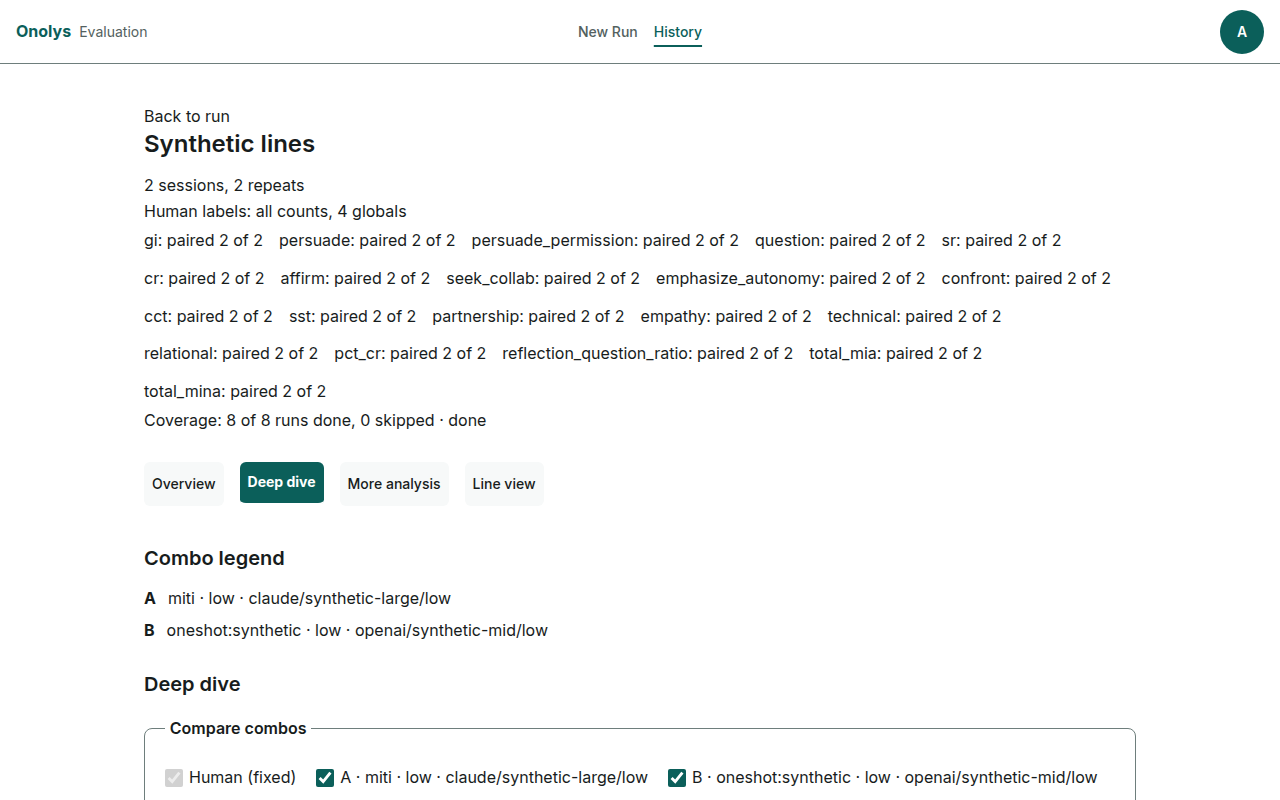 Onolys Evaluation New Run History A
Back to run
Synthetic lines
2 sessions, 2 repeats
Human labels: all counts, 4 globals
gi: paired 2 of 2 persuade: paired 2 of 2 persuade_permission: paired 2 of 2 question: paired 2 of 2 sr: paired 2 of 2
cr: paired 2 of 2 affirm: paired 2 of 2 seek_collab: paired 2 of 2 emphasize_autonomy: paired 2 of 2 confront: paired 2 of 2
cct: paired 2 of 2 sst: paired 2 of 2 partnership: paired 2 of 2 empathy: paired 2 of 2 technical: paired 2 of 2
relational: paired 2 of 2 pct_cr: paired 2 of 2 reflection_question_ratio: paired 2 of 2 total_mia: paired 2 of 2
total_mina: paired 2 of 2
Coverage: 8 of 8 runs done, 0 skipped · done
Overview Deep dive More analysis Line view
Combo legend
A miti · low · claude/synthetic-large/low
B oneshot:synthetic · low · openai/synthetic-mid/low
Deep dive
Compare combos
Human (fixed) A · miti · low · claude/synthetic-large/low B · oneshot:synthetic · low · openai/synthetic-mid/low